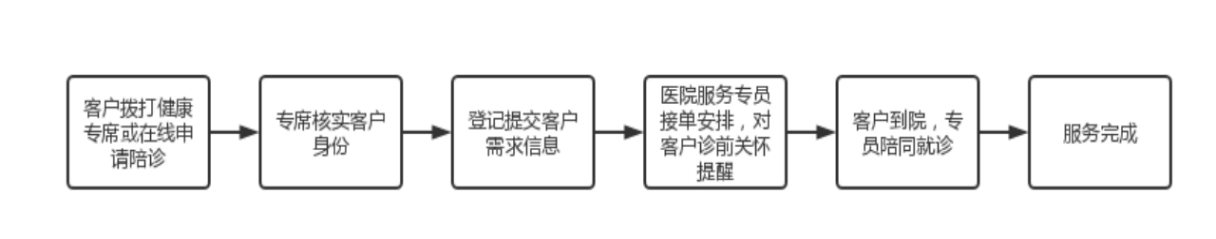 客户拨打健康
专席或在线申
请陪诊
专席核实客户
身份
登记提交客户
需求信息
医院服务专员
接单安排，对
客户诊前关怀
提醒
客户到院，专
员陪同就诊
服务完成